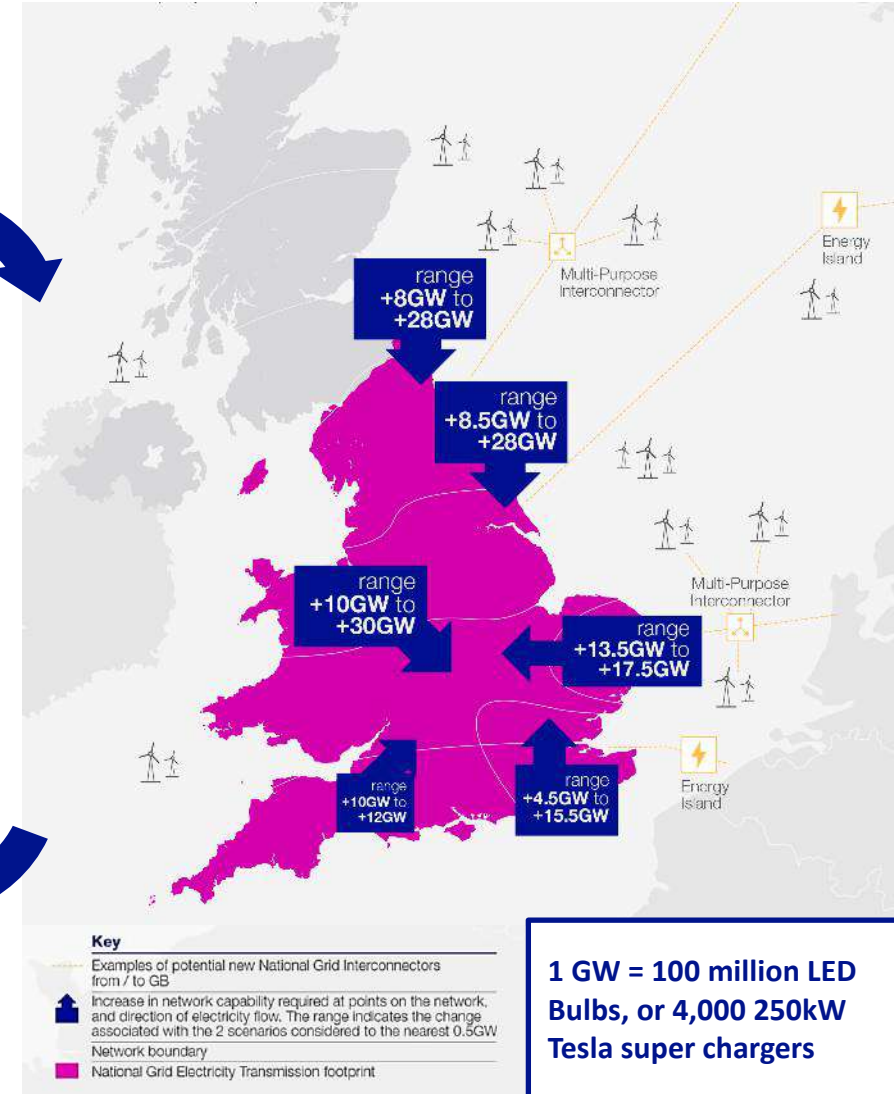 range
+8GW to
+28GW
Multi-Purpose
Interconnector
Energy
Island
range
+8.5GW to
+28GW
range
+10GW to
+30GW
Multi-Purpose
Interconnector
range
+13.5GW to
+17.5GW
range
+10GW to
+12GW
range
+4.5GW to
+15.5GW
Energy
Island
Key
Examples of potential new National Grid Interconnectors
from / to GB
Increase in network capability required at points on the network,
and direction of electricity flow. The range indicates the change
associated with the 2 scenarios considered to the nearest 0.5GW
Network boundary
National Grid Electricity Transmission footprint
1 GW = 100 million LED
Bulbs, or 4,000 250kW
Tesla super chargers